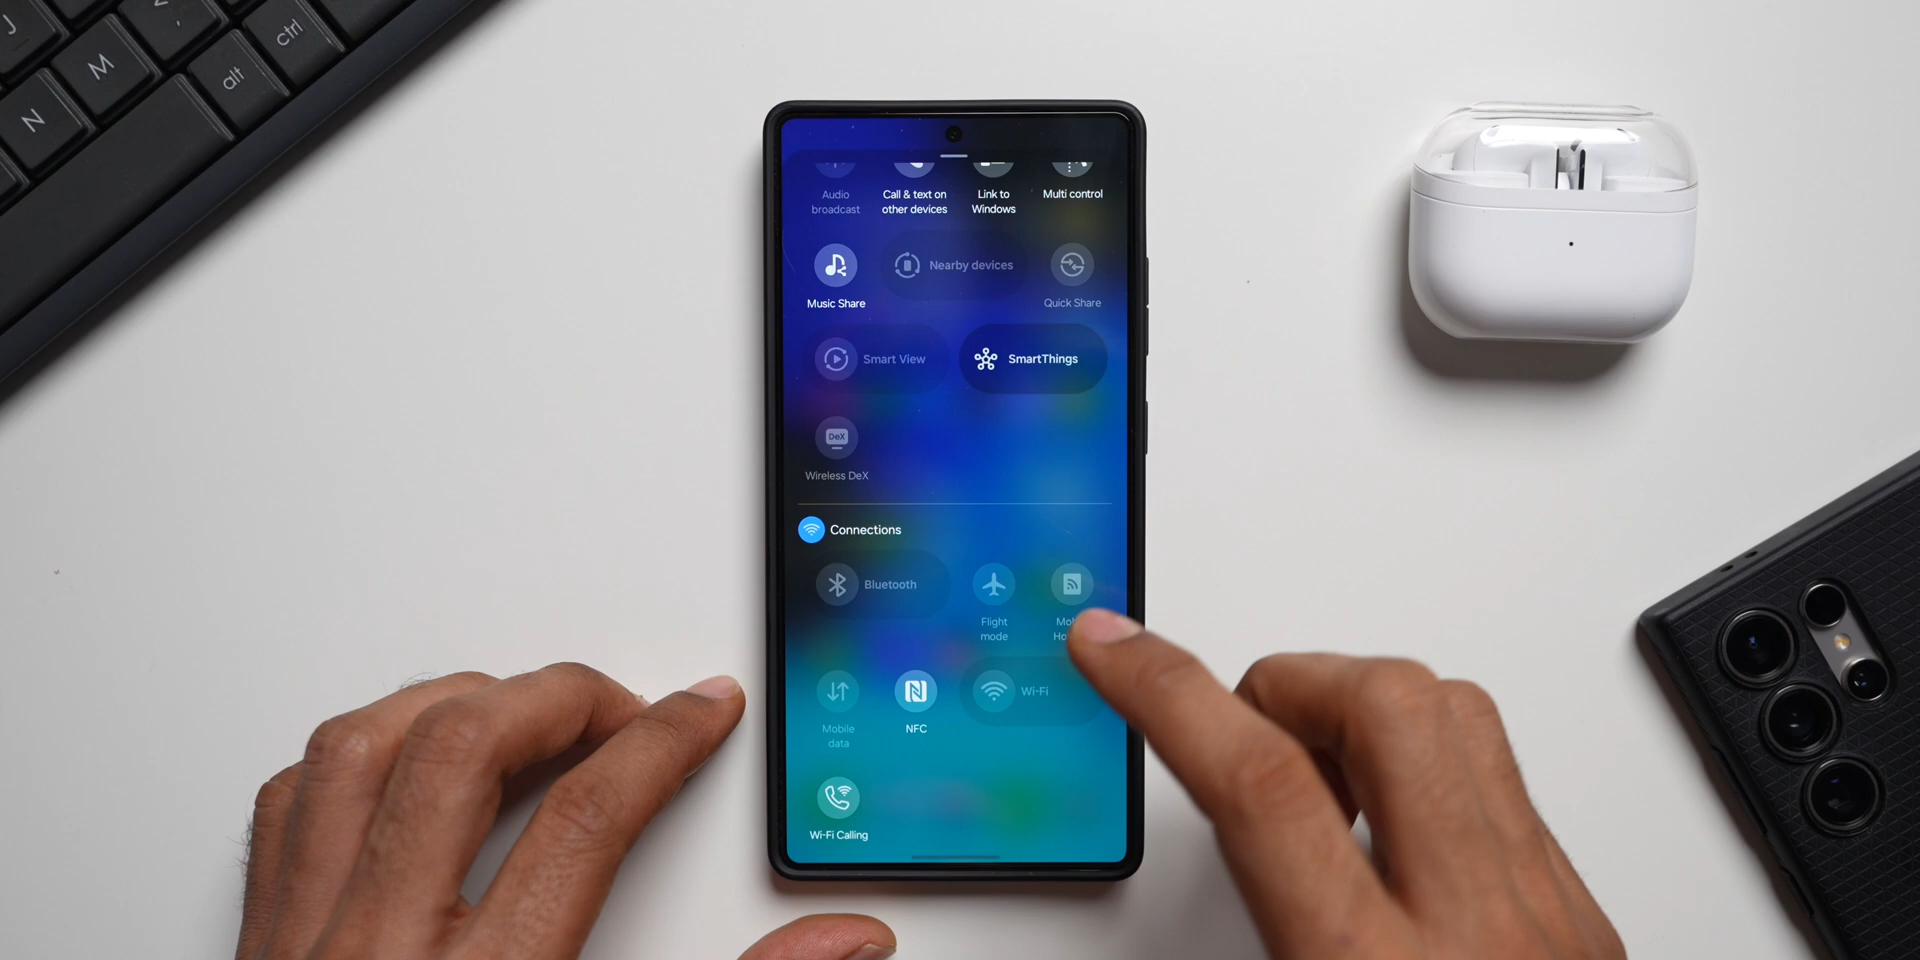 J
N
M
alt
ctrl
Audio
broadcast
Call & text on
other devices
Link to
Windows
Multi control
Music Share
Nearby devices
Quick Share
Smart View
SmartThings
DeX
Wireless DeX
Connections
Bluetooth
Flight
mode
Mobile
data
NFC
Wi-Fi
Wi-Fi Calling